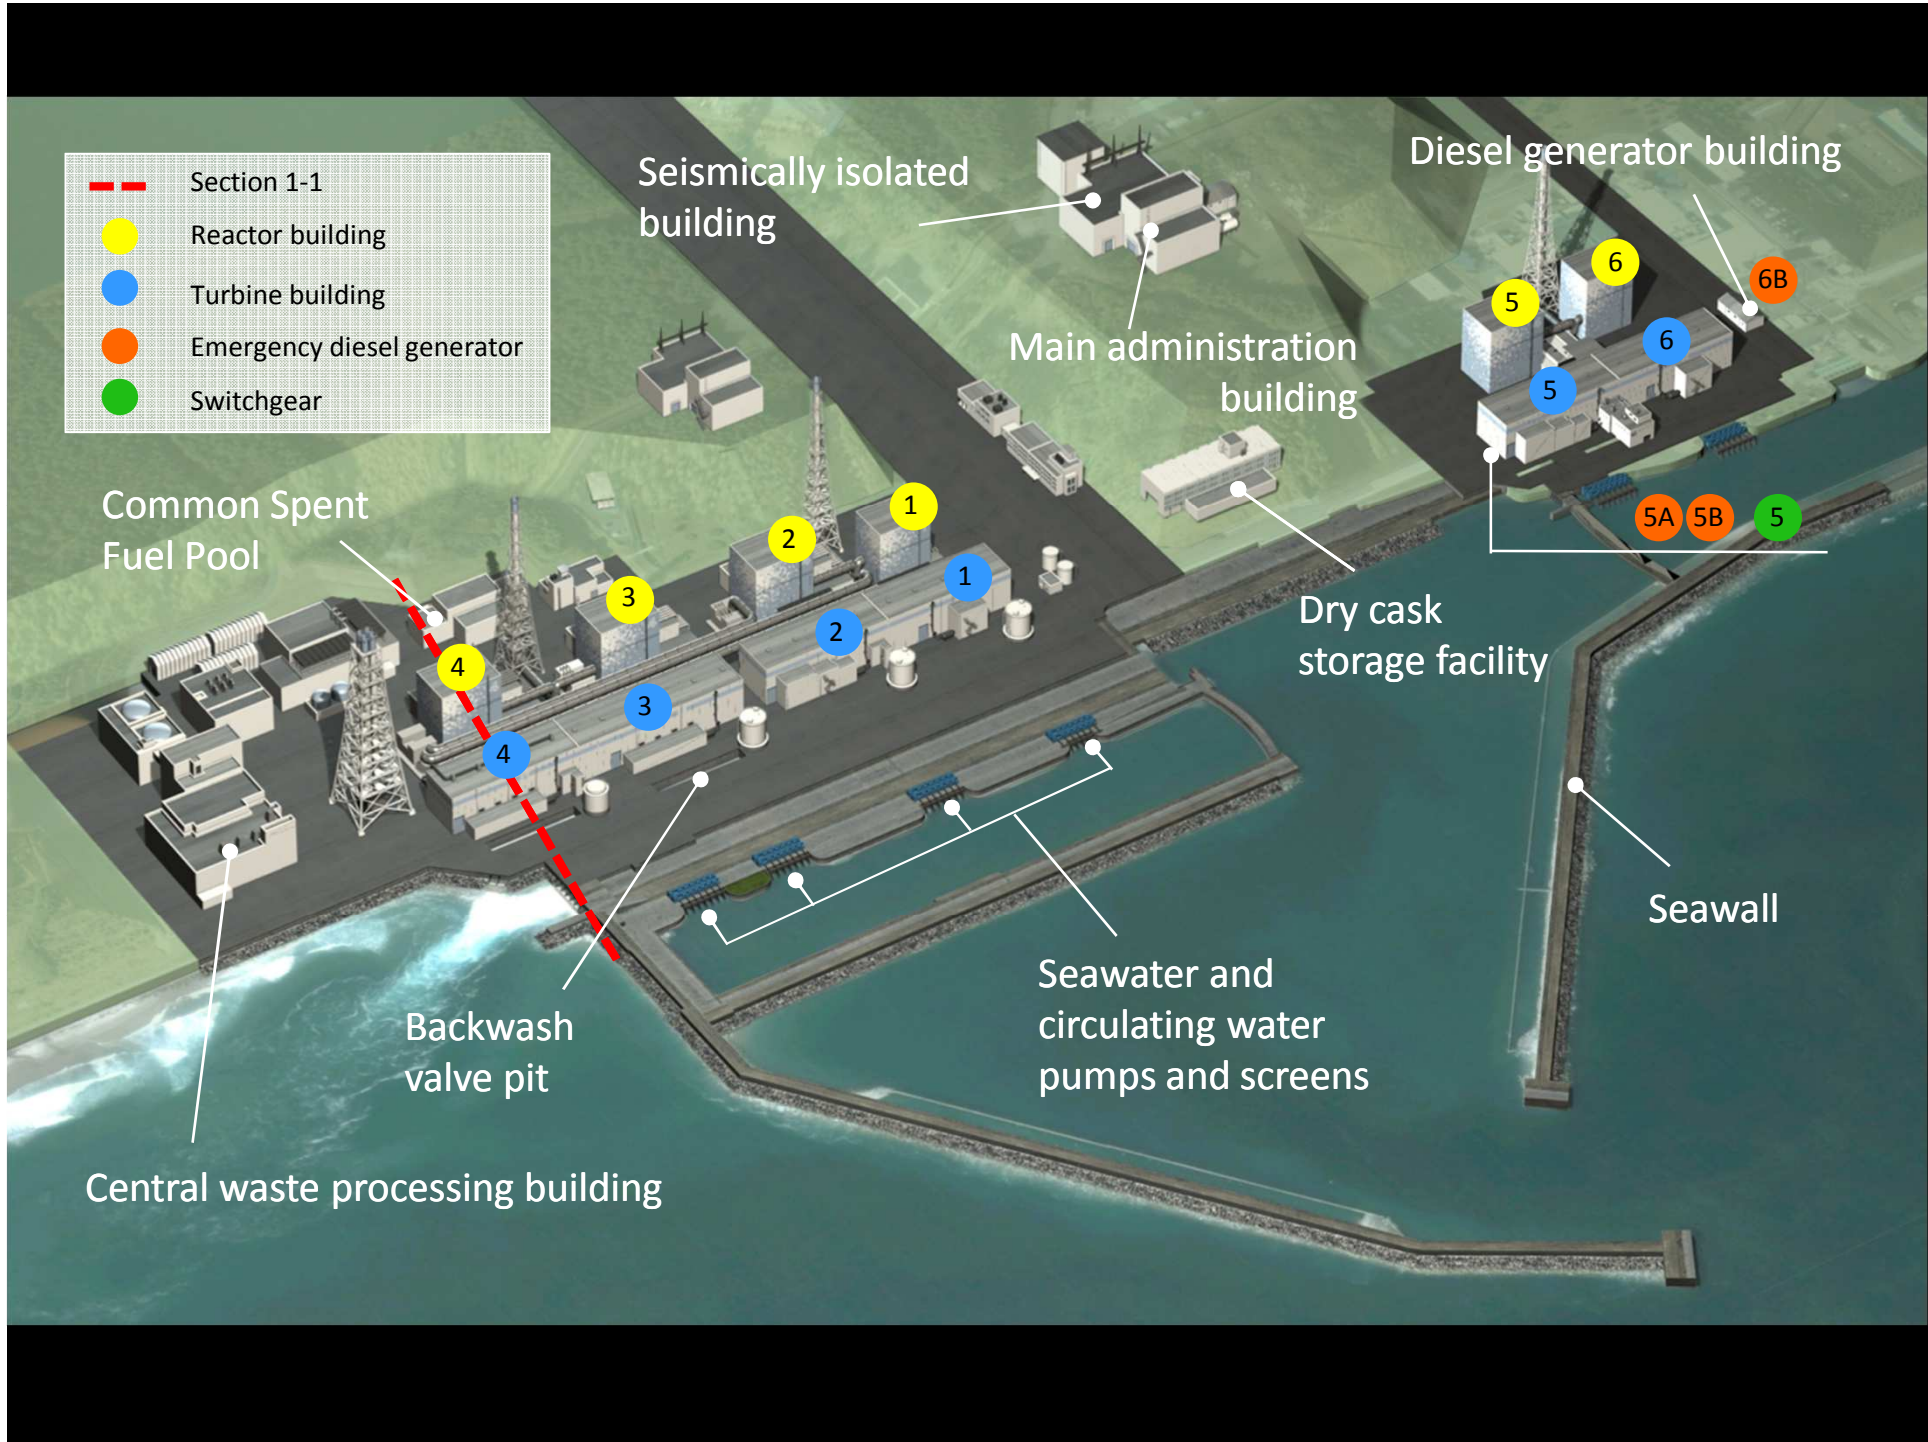 Section 1-1
Reactor building
Turbine building
Emergency diesel generator
Switchgear
Seismically isolated
building
Diesel generator building
Main administration
building
6B
6
5
6
5
5A 5B 5
Common Spent
Fuel Pool
1
2
3
4
1
2
3
4
Dry cask
storage facility
Seawall
Seawater and
circulating water
pumps and screens
Backwash
valve pit
Central waste processing building